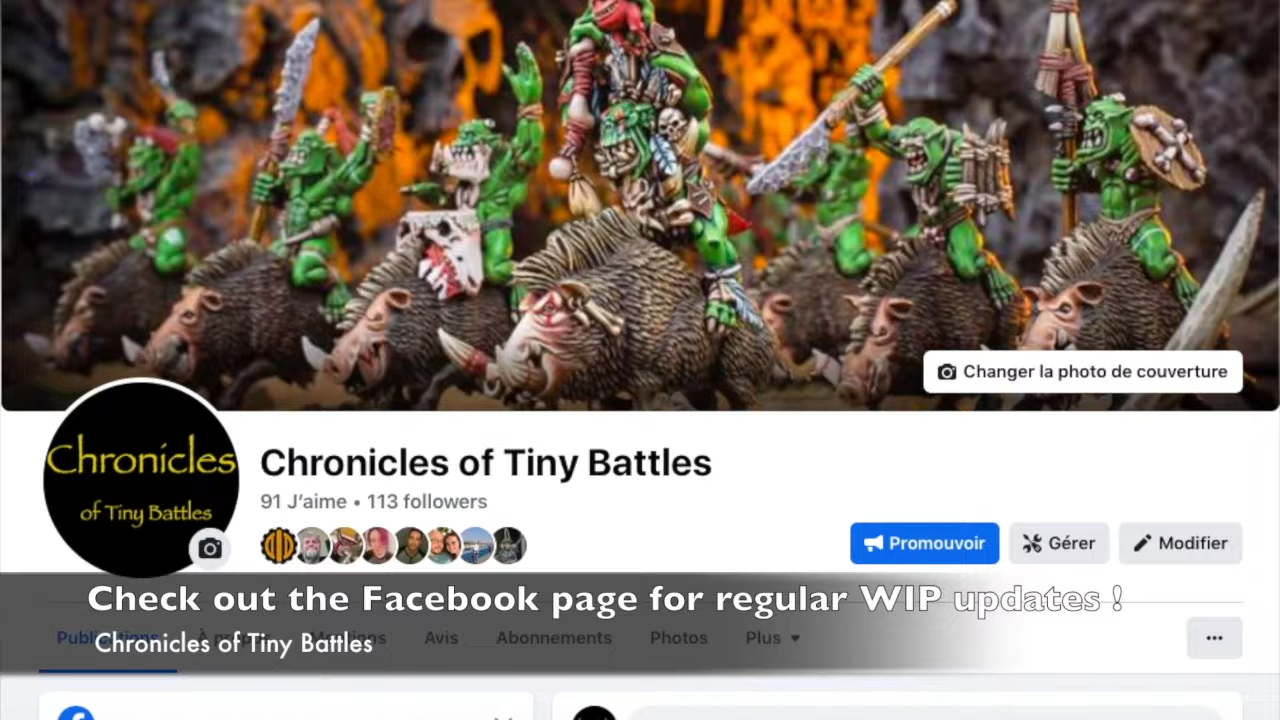 Changer la photo de couverture
Chronicles
of Tiny Battles
Chronicles of Tiny Battles
91 J'aime • 113 followers
Promouvoir
Gérer
Modifier
Check out the Facebook page for regular WIP updates !
Publications
Avis
Abonnements
Photos
Plus
Chronicles of Tiny Battles